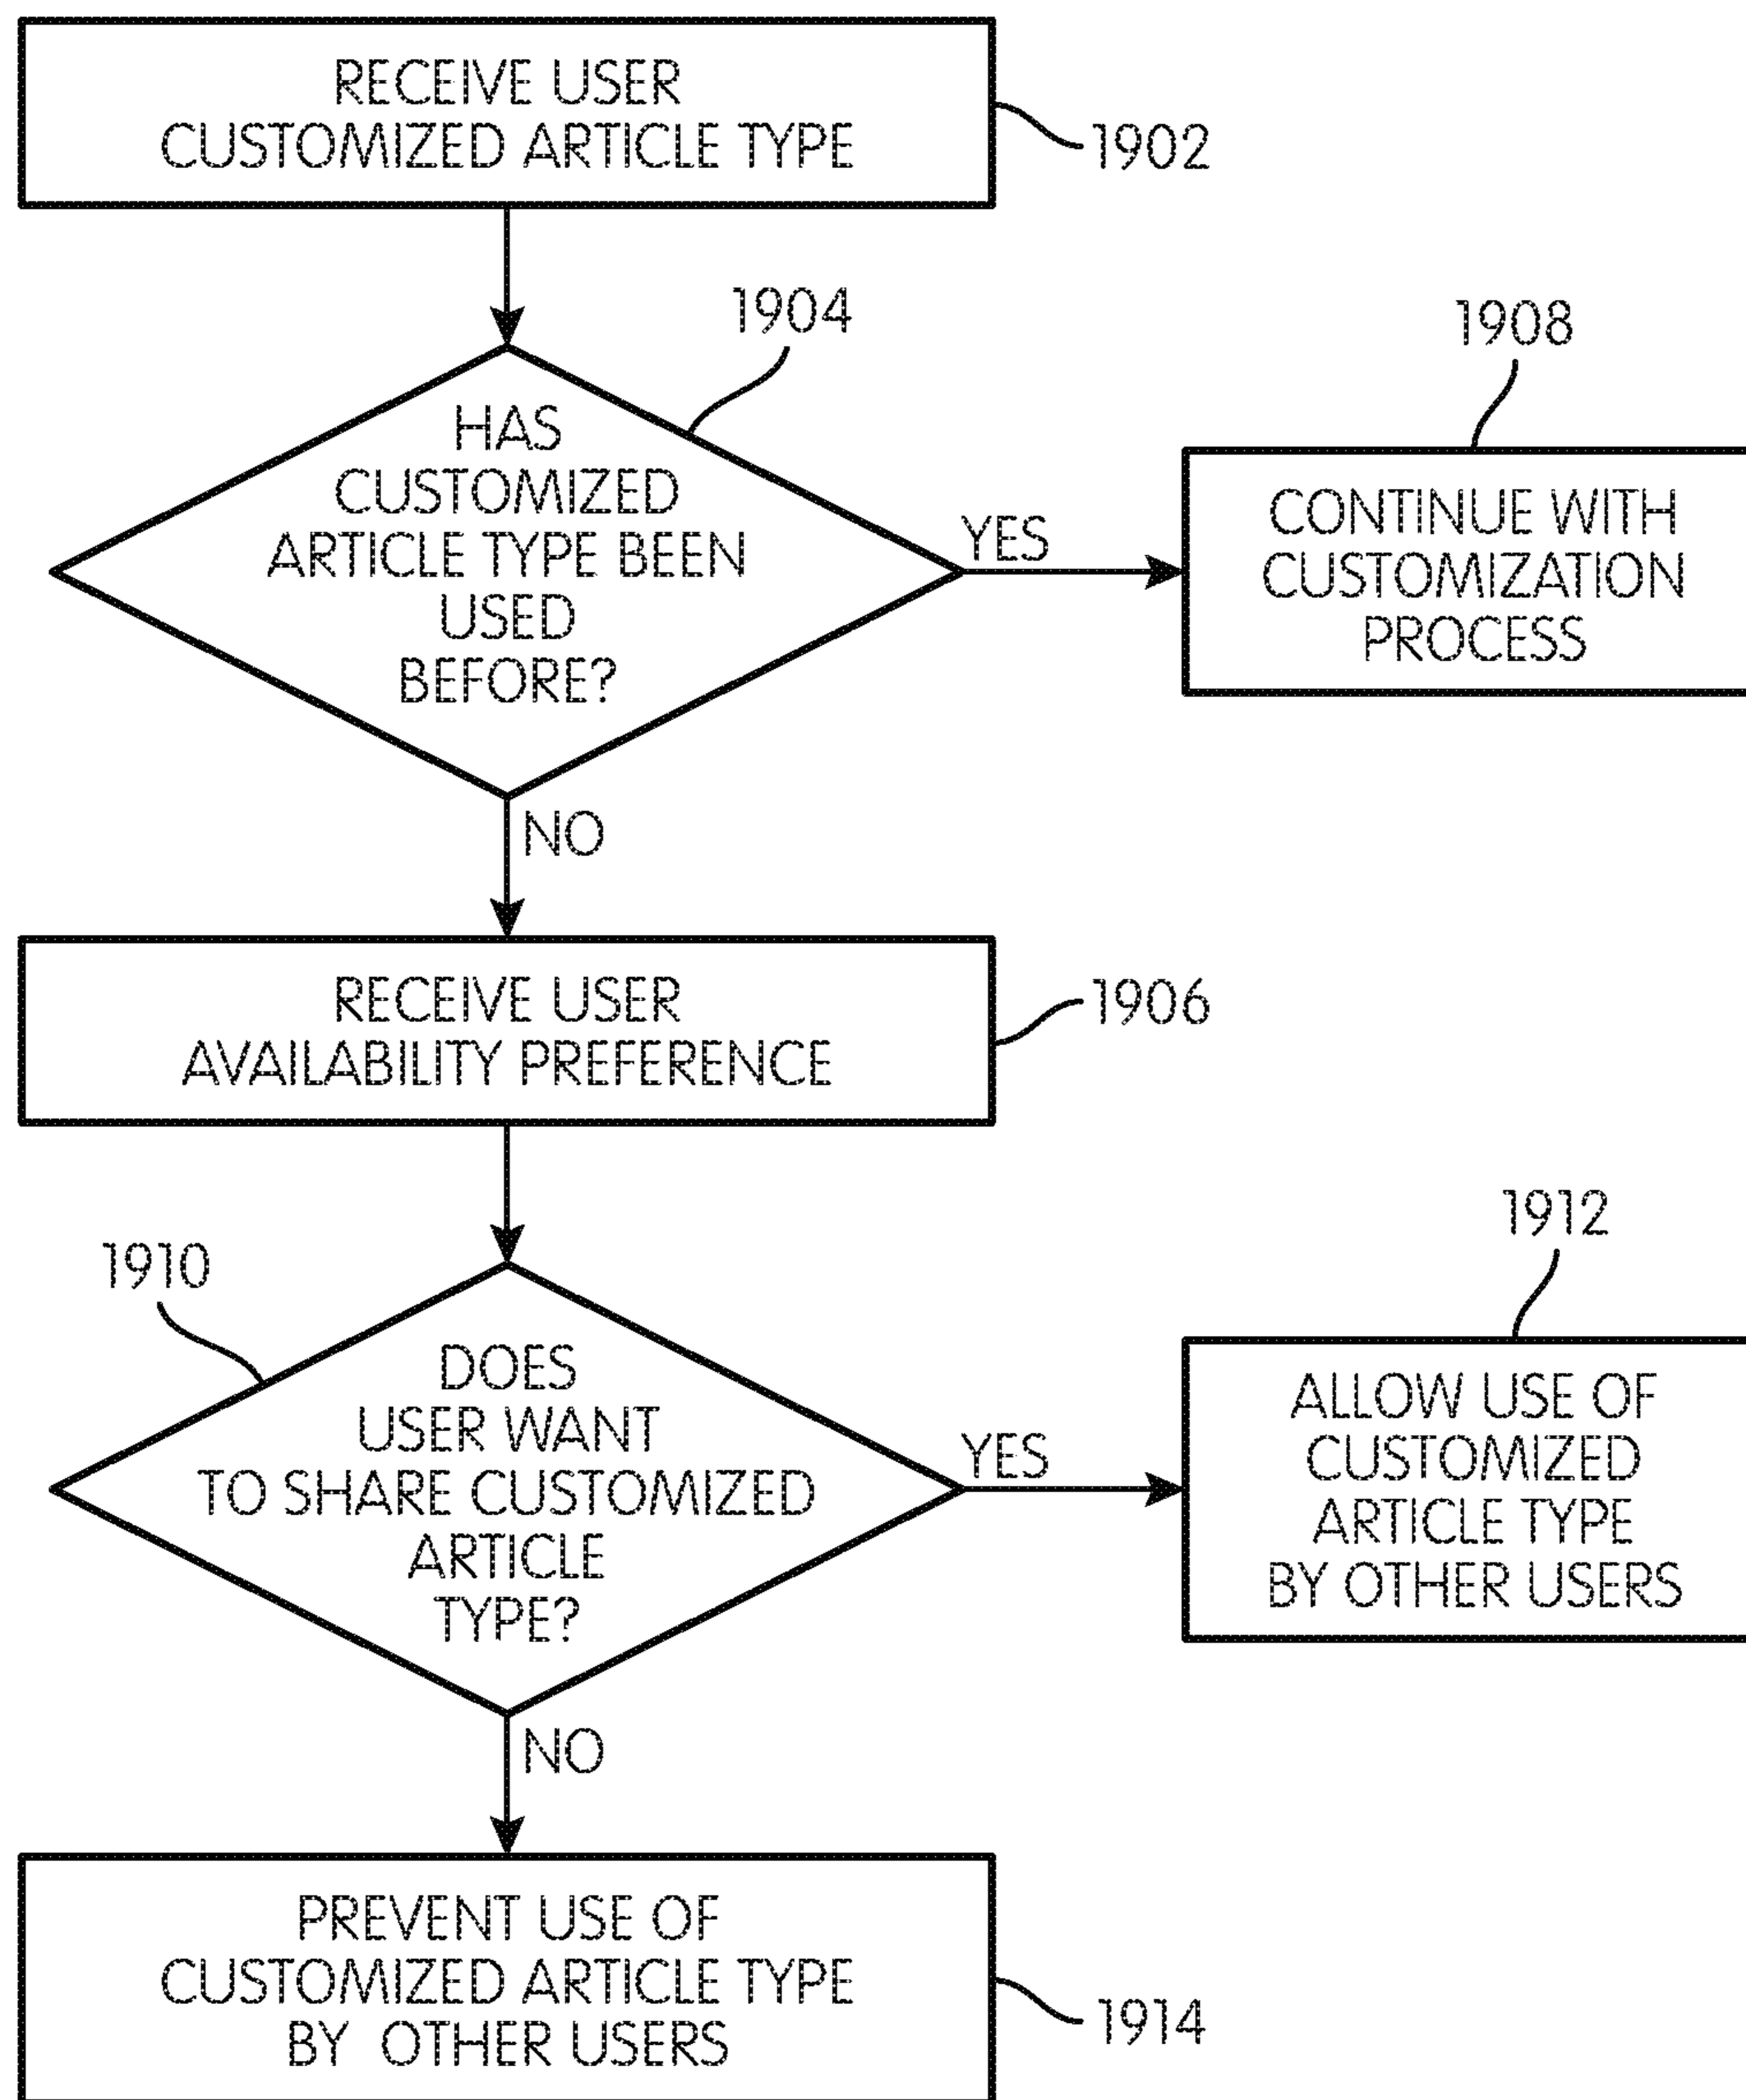 RECEIVE USER
CUSTOMIZED ARTICLE TYPE
1902
1904
HAS
CUSTOMIZED
ARTICLE TYPE BEEN
USED
BEFORE?
YES
1908
CONTINUE WITH
CUSTOMIZATION
PROCESS
NO
RECEIVE USER
AVAILABILITY PREFERENCE
1906
1910
DOES
USER WANT
TO SHARE CUSTOMIZED
ARTICLE
TYPE?
YES
1912
ALLOW USE OF
CUSTOMIZED
ARTICLE TYPE
BY OTHER USERS
NO
PREVENT USE OF
CUSTOMIZED ARTICLE TYPE
BY OTHER USERS
1914